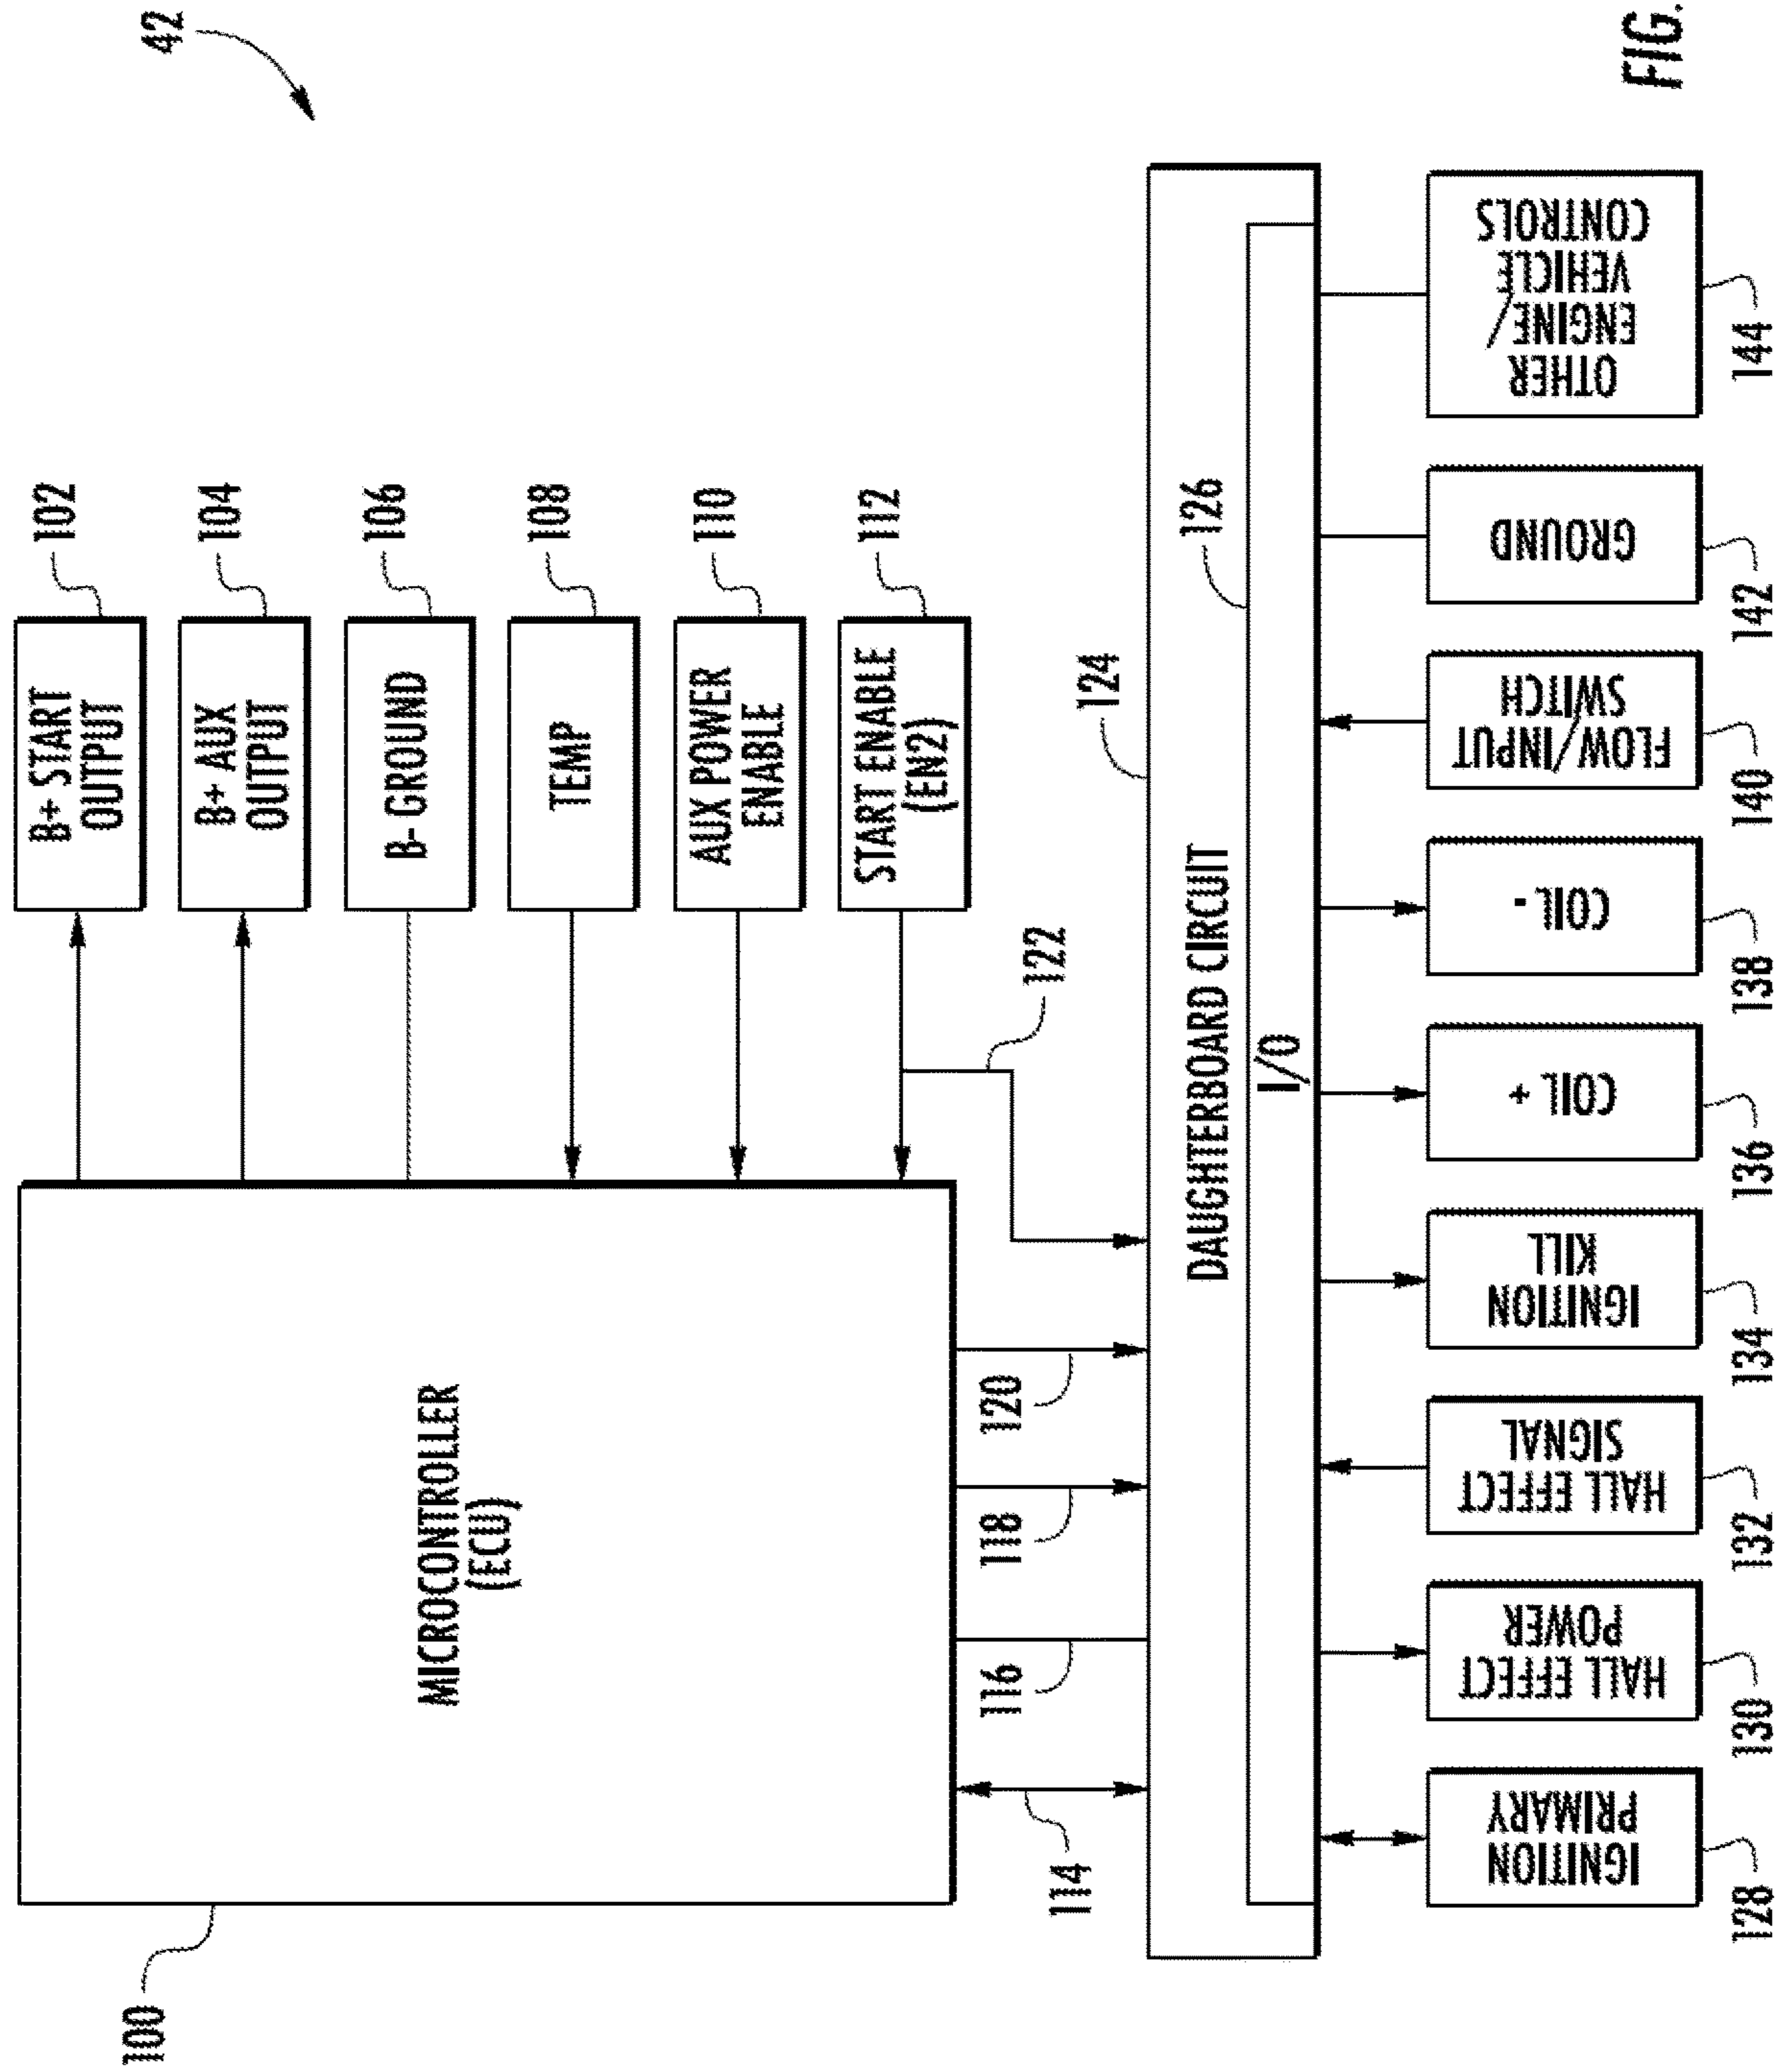 42
102
B+ START
OUTPUT
104
B+ AUX
OUTPUT
106
B- GROUND
108
TEMP
110
AUX POWER
ENABLE
112
START ENABLE
(EN2)
100
MICROCONTROLLER
(ECU)
114
116
118
120
122
124
DAUGHTERBOARD CIRCUIT
126
I/O
IGNITION
PRIMARY
128
HALL EFFECT
POWER
130
HALL EFFECT
SIGNAL
132
IGNITION
KILL
134
COIL +
136
COIL -
138
FLOW/INPUT
SWITCH
140
GROUND
142
OTHER
ENGINE/
VEHICLE
CONTROLS
144
FIG.